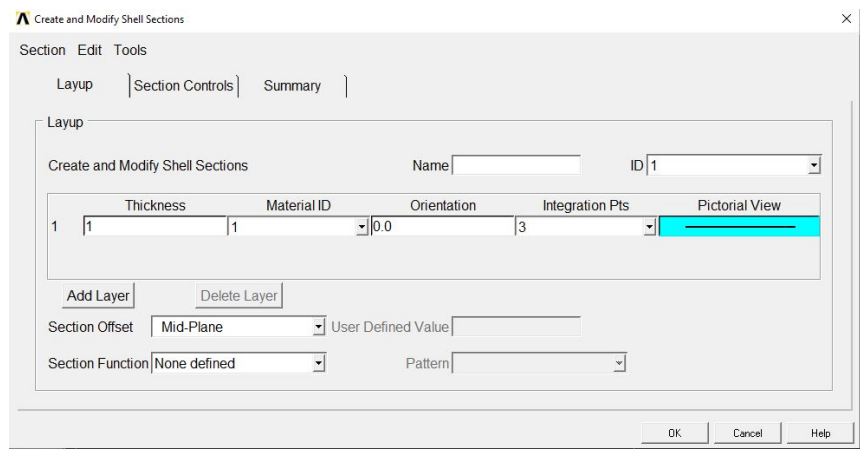 Create and Modify Shell Sections
Section Edit Tools
Layup Section Controls Summary
Layup
Create and Modify Shell Sections Name ID 1
Thickness Material ID Orientation Integration Pts Pictorial View
1 1 1 0.0 3
Add Layer Delete Layer
Section Offset Mid-Plane User Defined Value
Section Function None defined Pattern
OK Cancel Help